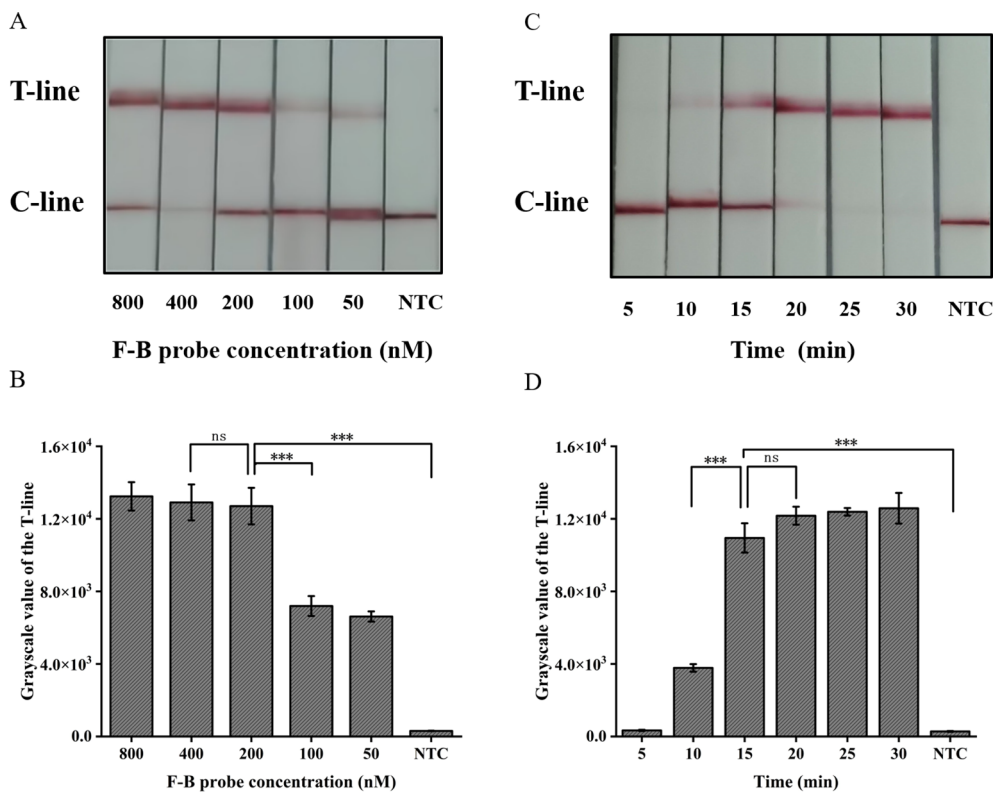 A
T-line
C-line
800 400 200 100 50 NTC
F-B probe concentration (nM)
C
T-line
C-line
5 10 15 20 25 30 NTC
Time (min)
B
Grayscale value of the T-line
1.6×10⁴
1.2×10⁴
8.0×10³
4.0×10³
0.0
ns
***
***
800 400 200 100 50 NTC
F-B probe concentration (nM)
D
Grayscale value of the T-line
1.6×10⁴
1.2×10⁴
8.0×10³
4.0×10³
0.0
***
ns
***
5 10 15 20 25 30 NTC
Time (min)